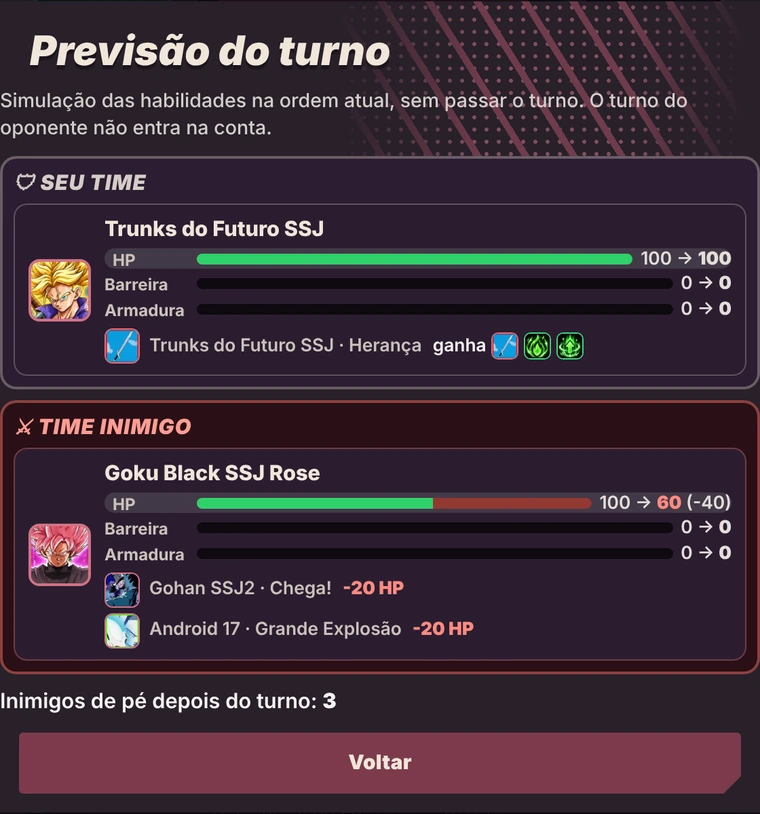 Previsão do turno
Simulação das habilidades na ordem atual, sem passar o turno. O turno do
oponente não entra na conta.
SEU TIME
Trunks do Futuro SSJ
HP 100 → 100
Barreira 0 → 0
Armadura 0 → 0
Trunks do Futuro SSJ · Herança ganha
TIME INIMIGO
Goku Black SSJ Rose
HP 100 → 60 (-40)
Barreira 0 → 0
Armadura 0 → 0
Gohan SSJ2 · Chega! -20 HP
Android 17 · Grande Explosão -20 HP
Inimigos de pé depois do turno: 3
Voltar